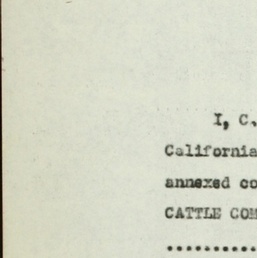 I, C.
California
annexed co
CATTLE COM
..........